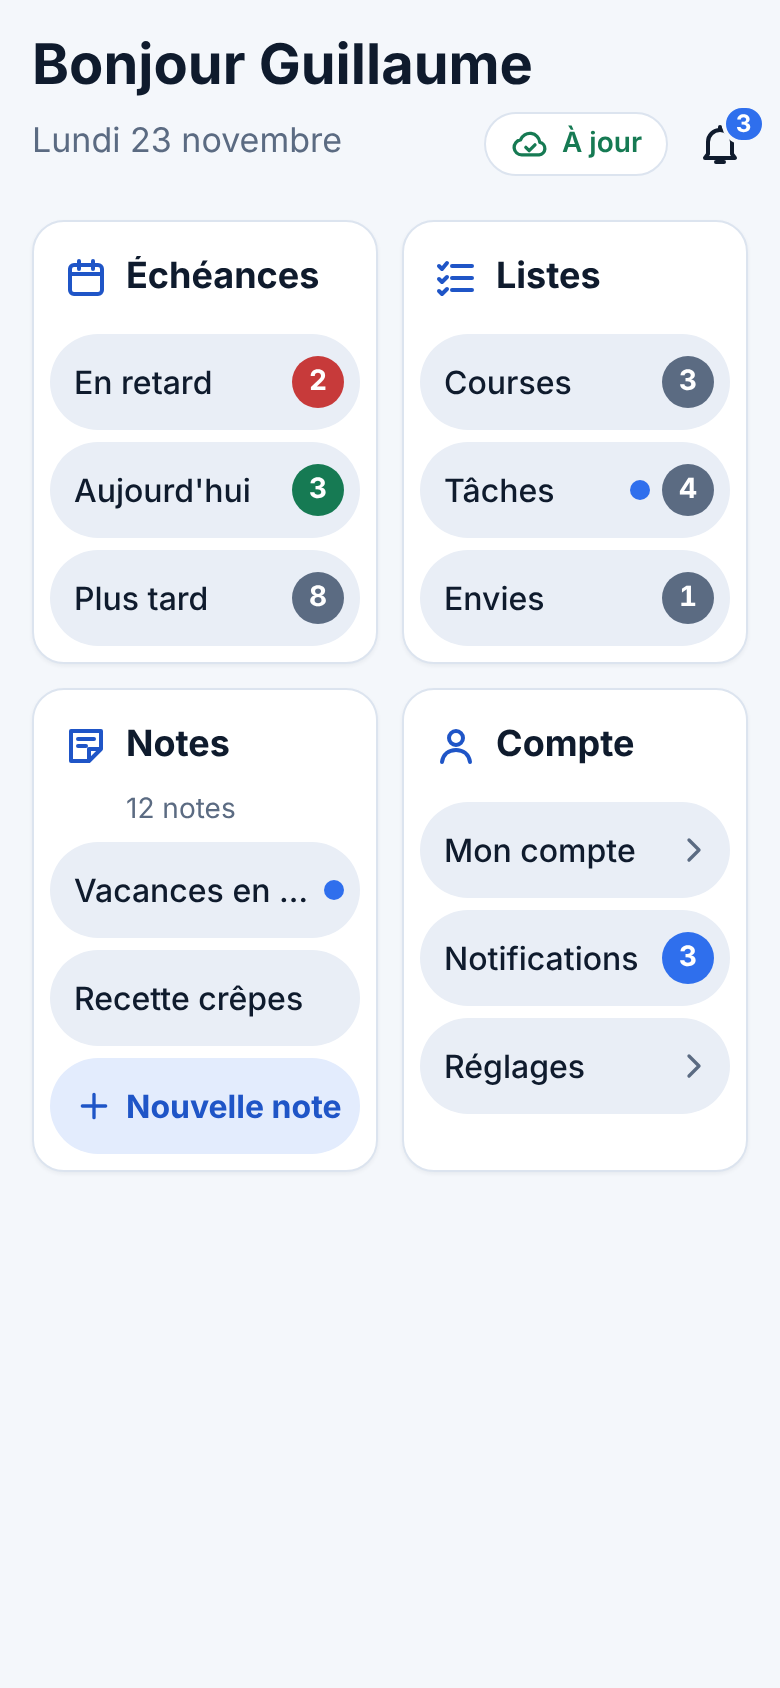 Bonjour Guillaume
Lundi 23 novembre
À jour
3
Échéances
En retard 2
Aujourd'hui 3
Plus tard 8
Listes
Courses 3
Tâches 4
Envies 1
Notes
12 notes
Vacances en ...
Recette crêpes
Nouvelle note
Compte
Mon compte
Notifications 3
Réglages